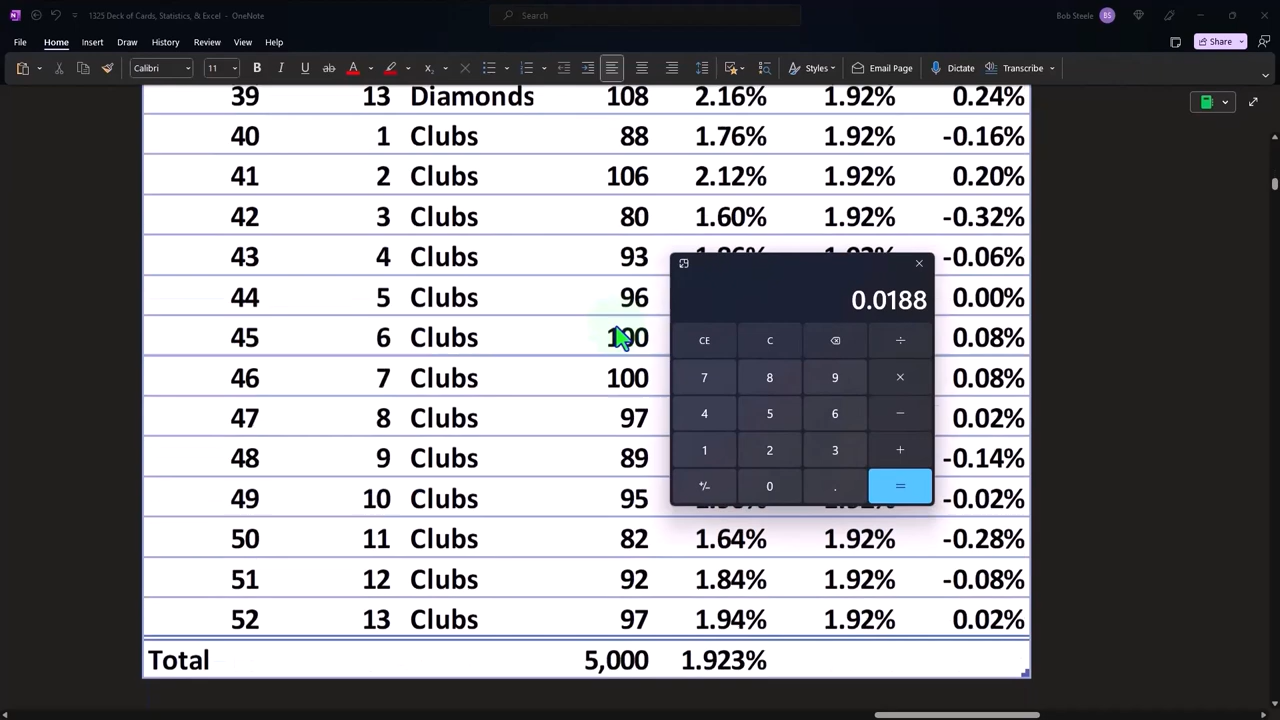 1325 Deck of Cards, Statistics, & Excel - OneNote
Search
Bob Steele BS
File Home Insert Draw History Review View Help
Share
Calibri 11 B I U ab A Styles Email Page Dictate Transcribe
39 13 Diamonds 108 2.16% 1.92% 0.24%
40 1 Clubs 88 1.76% 1.92% -0.16%
41 2 Clubs 106 2.12% 1.92% 0.20%
42 3 Clubs 80 1.60% 1.92% -0.32%
43 4 Clubs 93 -0.06%
44 5 Clubs 96 0.00%
45 6 Clubs 100 0.08%
46 7 Clubs 100 0.08%
47 8 Clubs 97 0.02%
48 9 Clubs 89 -0.14%
49 10 Clubs 95 -0.02%
50 11 Clubs 82 1.64% 1.92% -0.28%
51 12 Clubs 92 1.84% 1.92% -0.08%
52 13 Clubs 97 1.94% 1.92% 0.02%
Total 5,000 1.923%
0.0188
CE C ÷
7 8 9 ×
4 5 6 −
1 2 3 +
+/− 0 . =